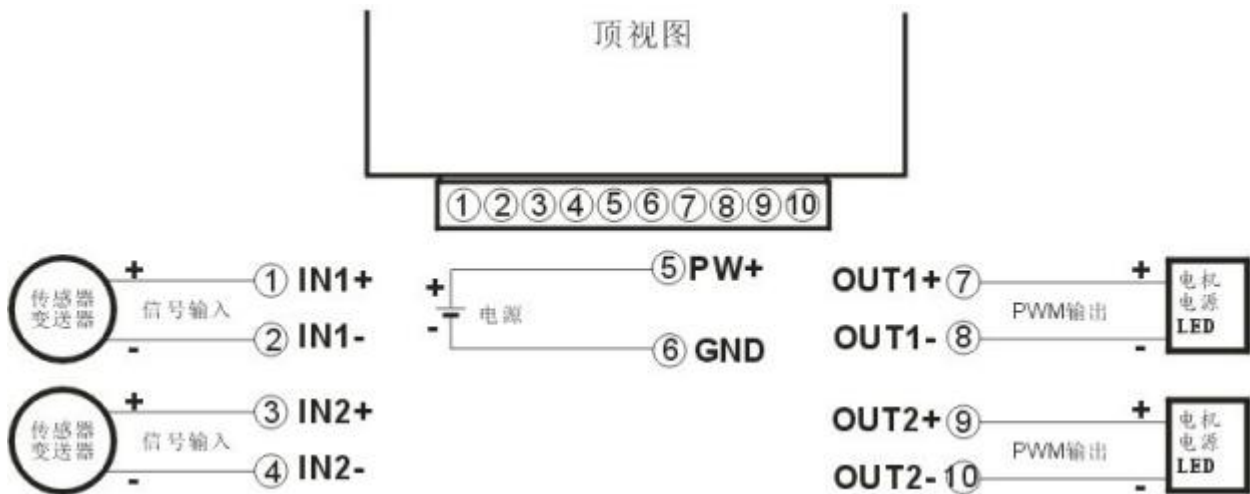 顶视图
①②③④⑤⑥⑦⑧⑨⑩
传感器
变送器
+
信号输入
-
① IN1+
② IN1-
+
电源
-
⑤ PW+
⑥ GND
OUT1+ ⑦
OUT1- ⑧
PWM输出
+
-
电机
电源
LED
传感器
变送器
+
信号输入
-
③ IN2+
④ IN2-
OUT2+ ⑨
OUT2- ⑩
PWM输出
+
-
电机
电源
LED